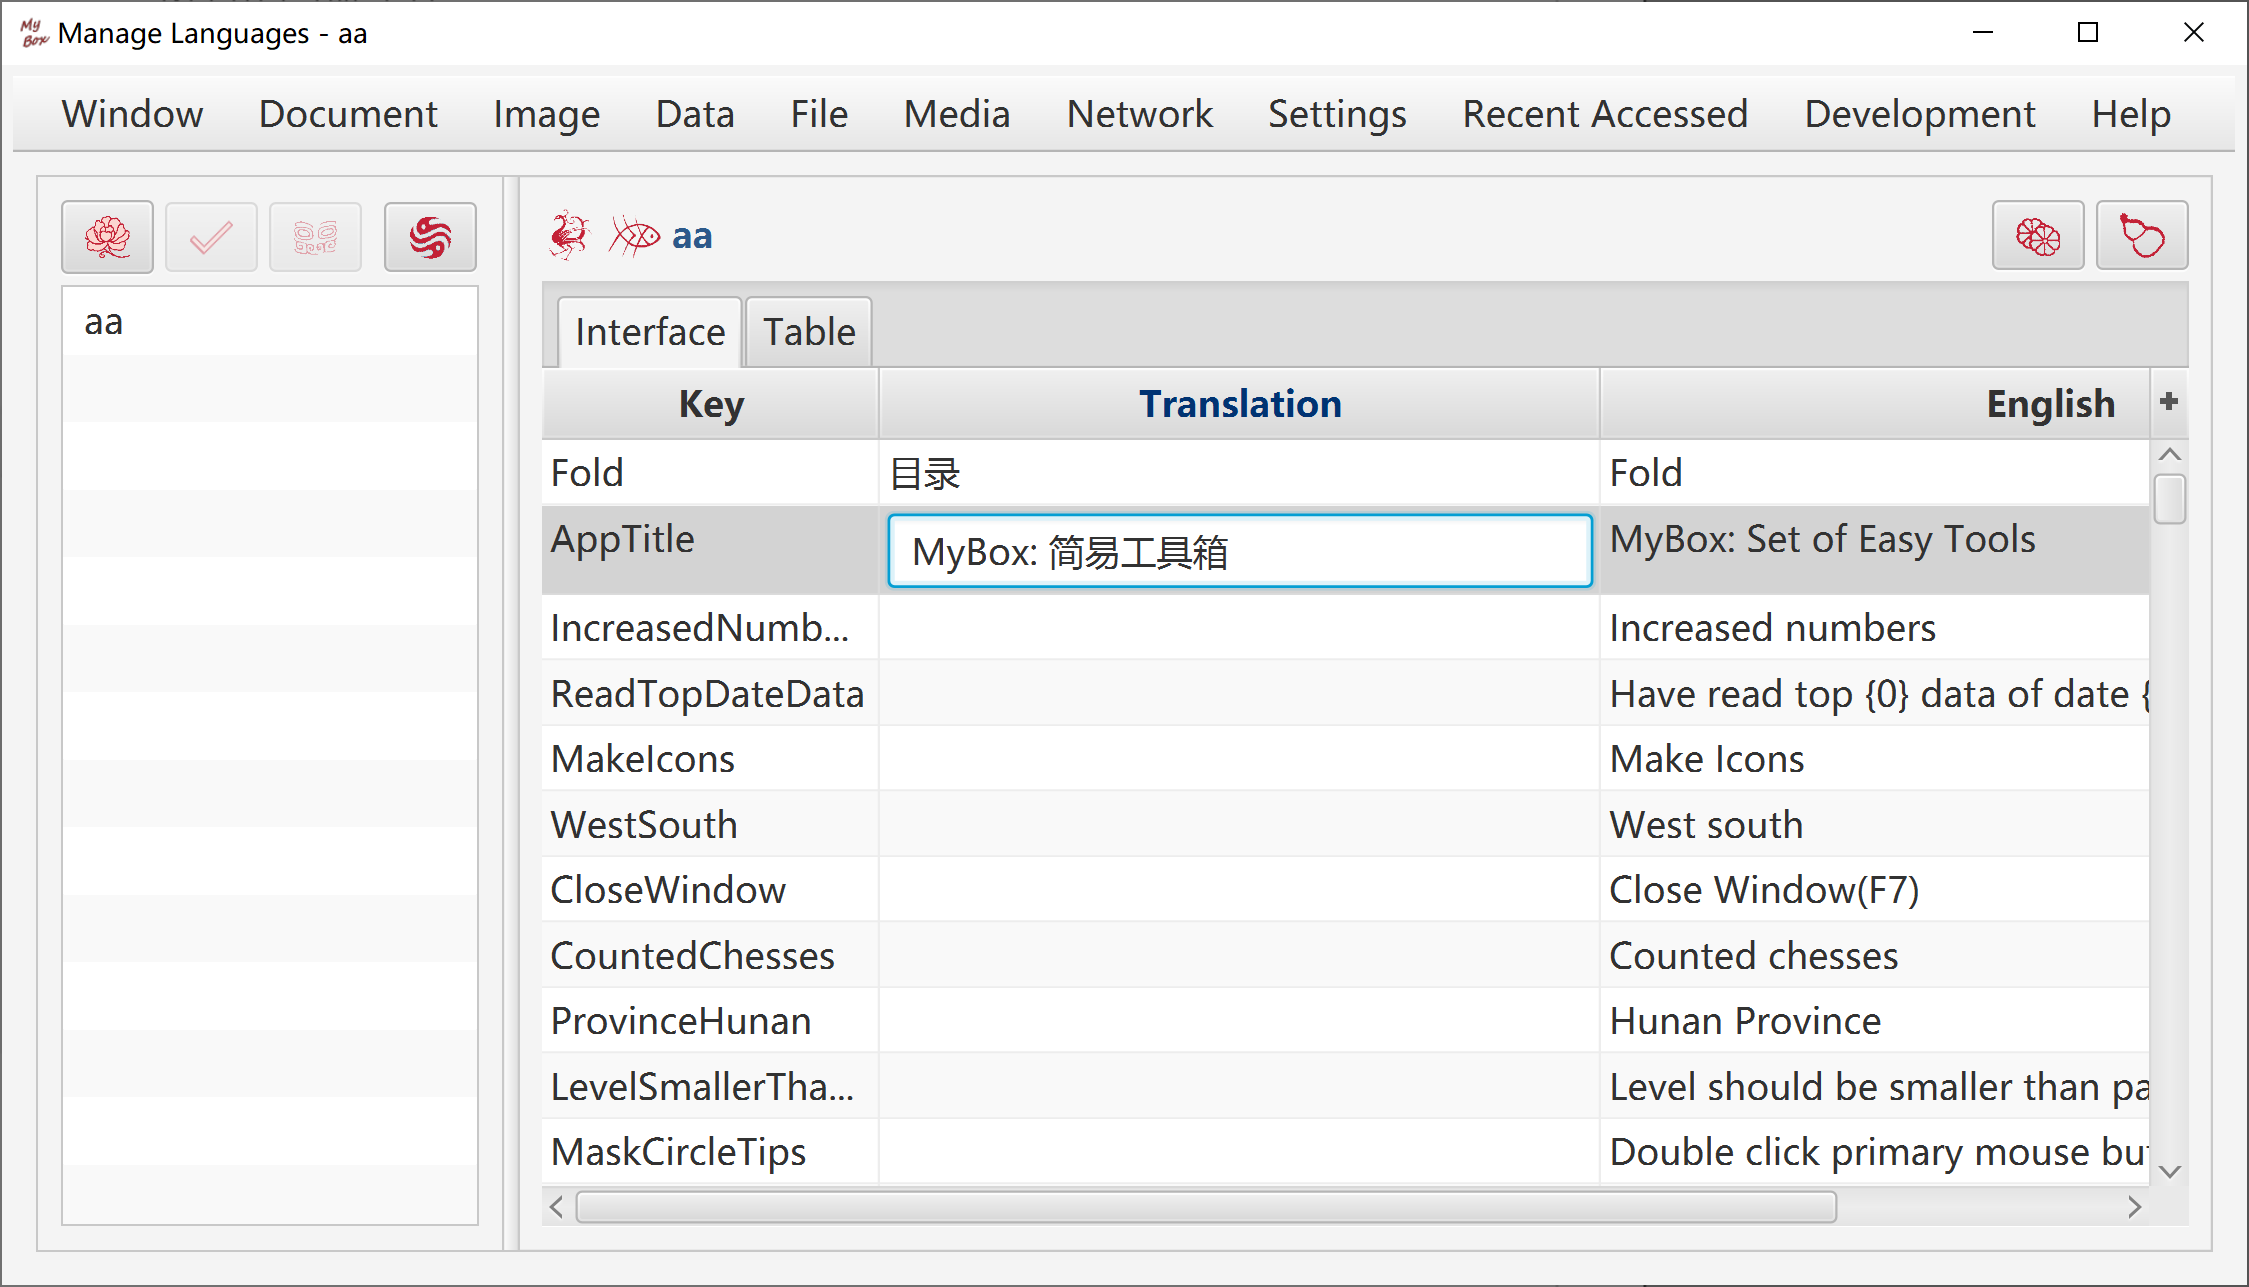 My Box Manage Languages - aa
Window Document Image Data File Media Network Settings Recent Accessed Development Help
aa
aa
Interface Table
Key Translation English +
Fold 目录 Fold
AppTitle MyBox: 简易工具箱 MyBox: Set of Easy Tools
IncreasedNumb... Increased numbers
ReadTopDateData Have read top {0} data of date {
MakeIcons Make Icons
WestSouth West south
CloseWindow Close Window(F7)
CountedChesses Counted chesses
ProvinceHunan Hunan Province
LevelSmallerTha... Level should be smaller than pa
MaskCircleTips Double click primary mouse but